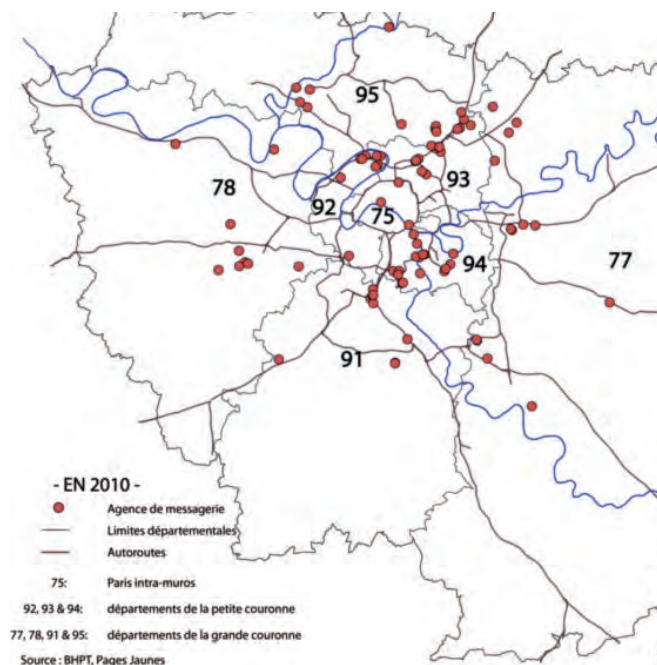 95
78
93
92
75
94
77
91
- EN 2010 -
Agence de messagerie
Limites départementales
Autoroutes
75: Paris intra-muros
92, 93 & 94: départements de la petite couronne
77, 78, 91 & 95: départements de la grande couronne
Source : BHPT, Pages Jaunes